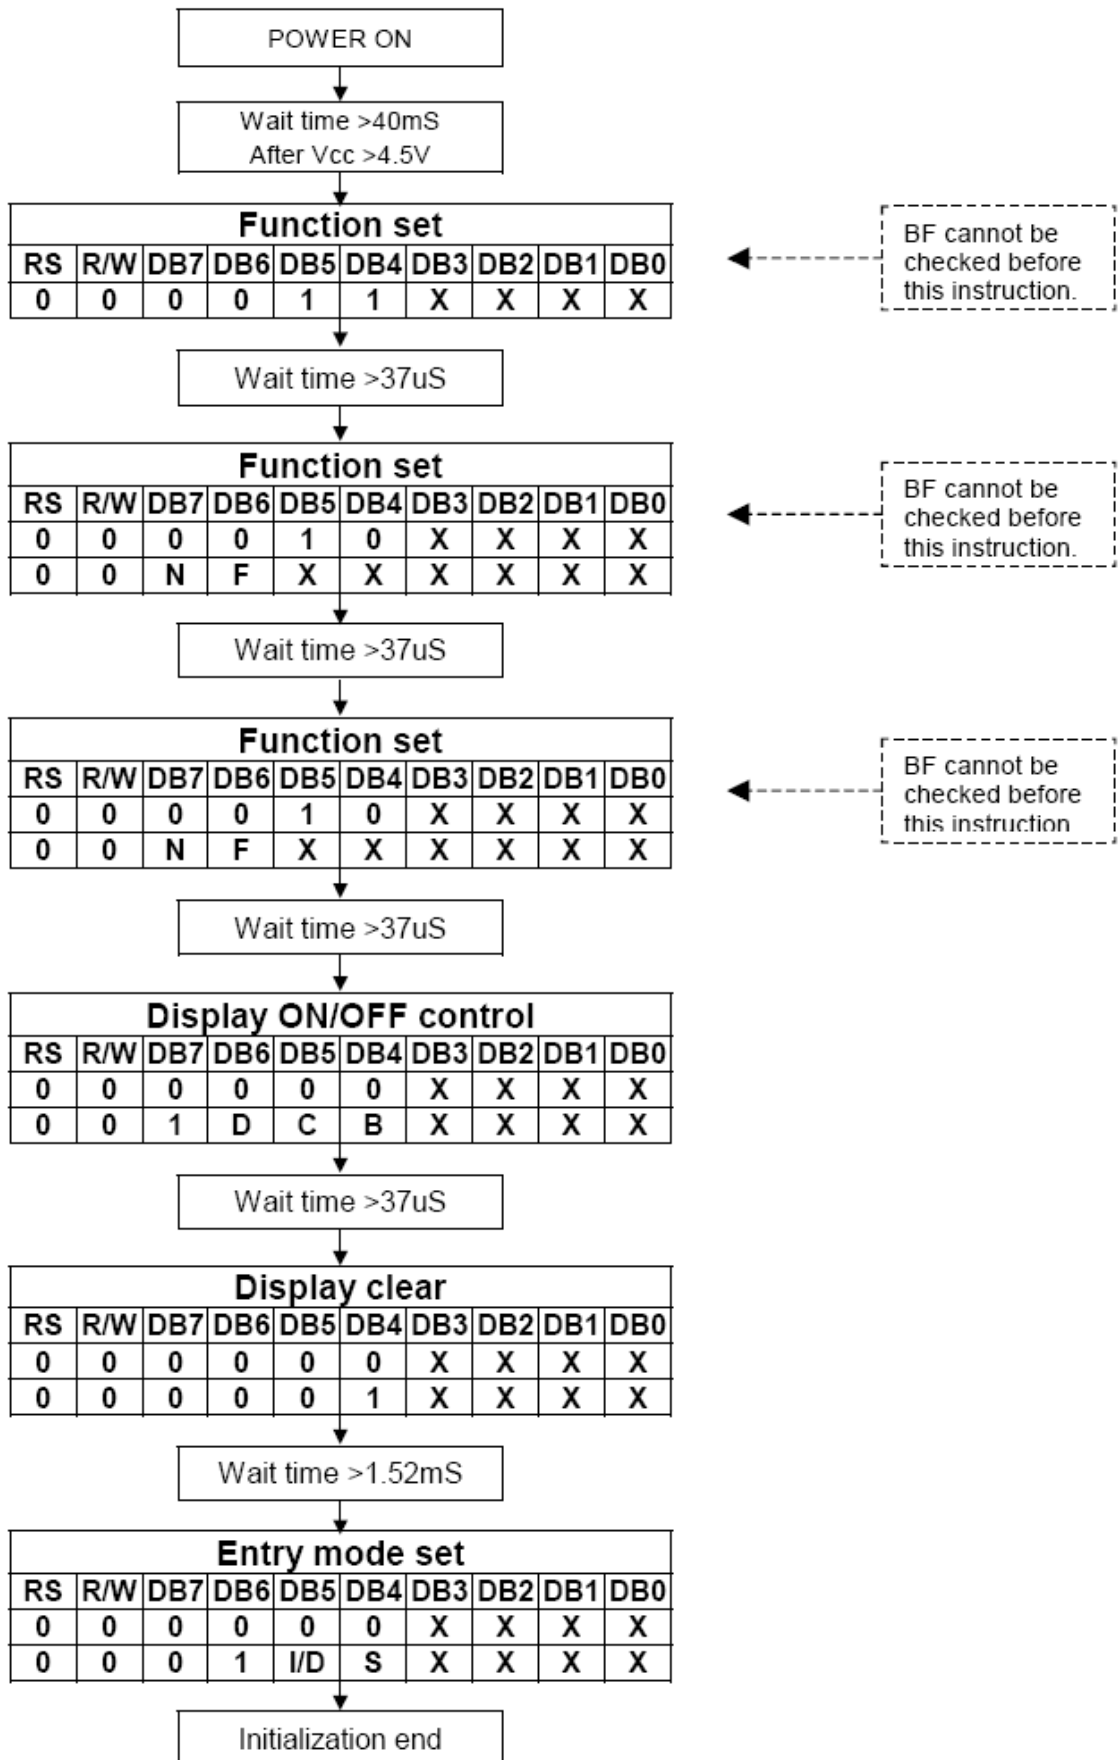 POWER ON
Wait time >40mS
After Vcc >4.5V
Function set
RS R/W DB7 DB6 DB5 DB4 DB3 DB2 DB1 DB0
0 0 0 0 1 1 X X X X
BF cannot be
checked before
this instruction.
Wait time >37uS
Function set
RS R/W DB7 DB6 DB5 DB4 DB3 DB2 DB1 DB0
0 0 0 0 1 0 X X X X
0 0 N F X X X X X X
BF cannot be
checked before
this instruction.
Wait time >37uS
Function set
RS R/W DB7 DB6 DB5 DB4 DB3 DB2 DB1 DB0
0 0 0 0 1 0 X X X X
0 0 N F X X X X X X
BF cannot be
checked before
this instruction
Wait time >37uS
Display ON/OFF control
RS R/W DB7 DB6 DB5 DB4 DB3 DB2 DB1 DB0
0 0 0 0 0 0 X X X X
0 0 1 D C B X X X X
Wait time >37uS
Display clear
RS R/W DB7 DB6 DB5 DB4 DB3 DB2 DB1 DB0
0 0 0 0 0 0 X X X X
0 0 0 0 0 1 X X X X
Wait time >1.52mS
Entry mode set
RS R/W DB7 DB6 DB5 DB4 DB3 DB2 DB1 DB0
0 0 0 0 0 0 X X X X
0 0 0 1 I/D S X X X X
Initialization end